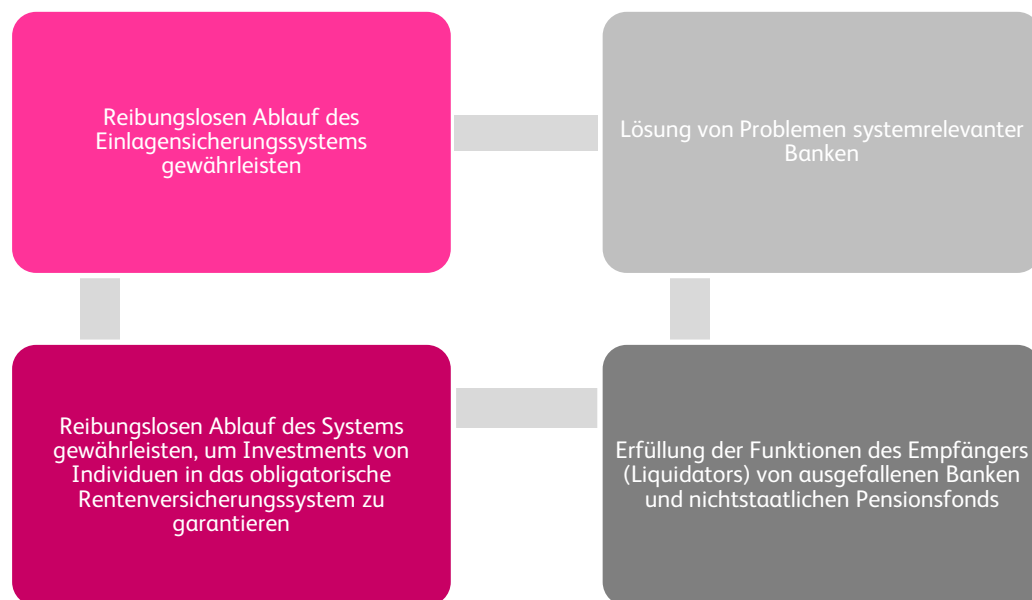 Reibungslosen Ablauf des
Einlagensicherungssystems
gewährleisten
Lösung von Problemen systemrelevanter
Banken
Reibungslosen Ablauf des Systems
gewährleisten, um Investments von
Individuen in das obligatorische
Rentenversicherungssystem zu
garantieren
Erfüllung der Funktionen des Empfängers
(Liquidators) von ausgefallenen Banken
und nichtstaatlichen Pensionsfonds